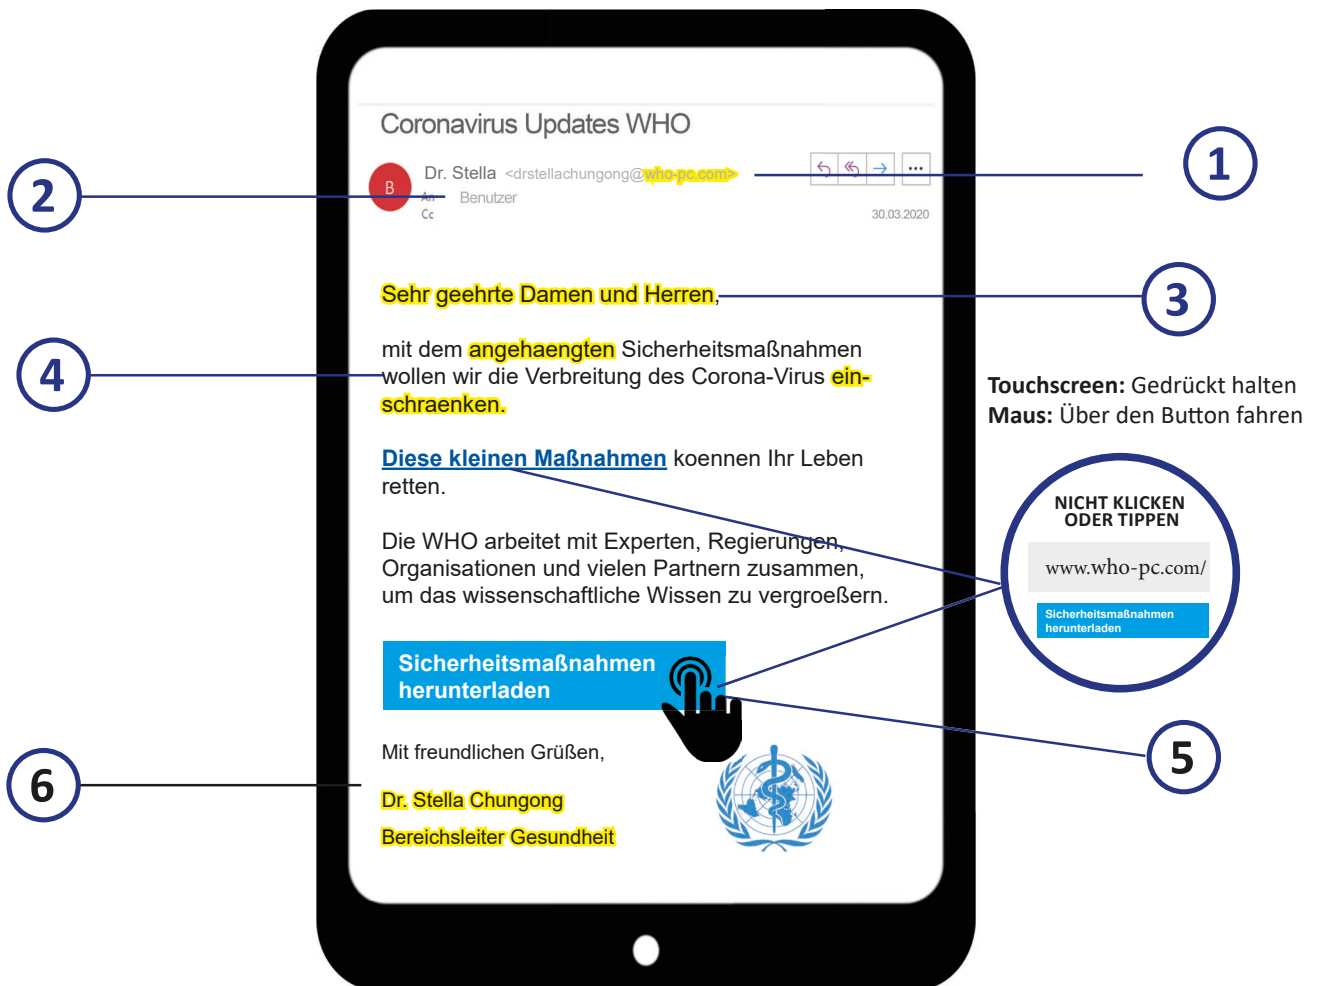 Coronavirus Updates WHO
1
B
Dr. Stella <drstellachungong@who-pc.com>
2
An Benutzer
Cc
30.03.2020
Sehr geehrte Damen und Herren,
3
mit dem angehaengten Sicherheitsmaßnahmen
4
wollen wir die Verbreitung des Corona-Virus ein-
schraenken.
Touchscreen: Gedrückt halten
Maus: Über den Button fahren
Diese kleinen Maßnahmen koennen Ihr Leben
retten.
NICHT KLICKEN
ODER TIPPEN
www.who-pc.com/
Sicherheitsmaßnahmen
herunterladen
Die WHO arbeitet mit Experten, Regierungen,
Organisationen und vielen Partnern zusammen,
um das wissenschaftliche Wissen zu vergroeßern.
Sicherheitsmaßnahmen
herunterladen
5
Mit freundlichen Grüßen,
6
Dr. Stella Chungong
Bereichsleiter Gesundheit